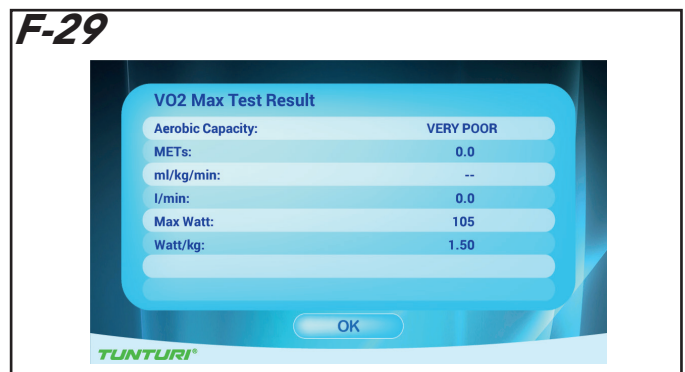 F-29
VO2 Max Test Result
Aerobic Capacity: VERY POOR
METs: 0.0
ml/kg/min: --
l/min: 0.0
Max Watt: 105
Watt/kg: 1.50
OK
TUNTURI®